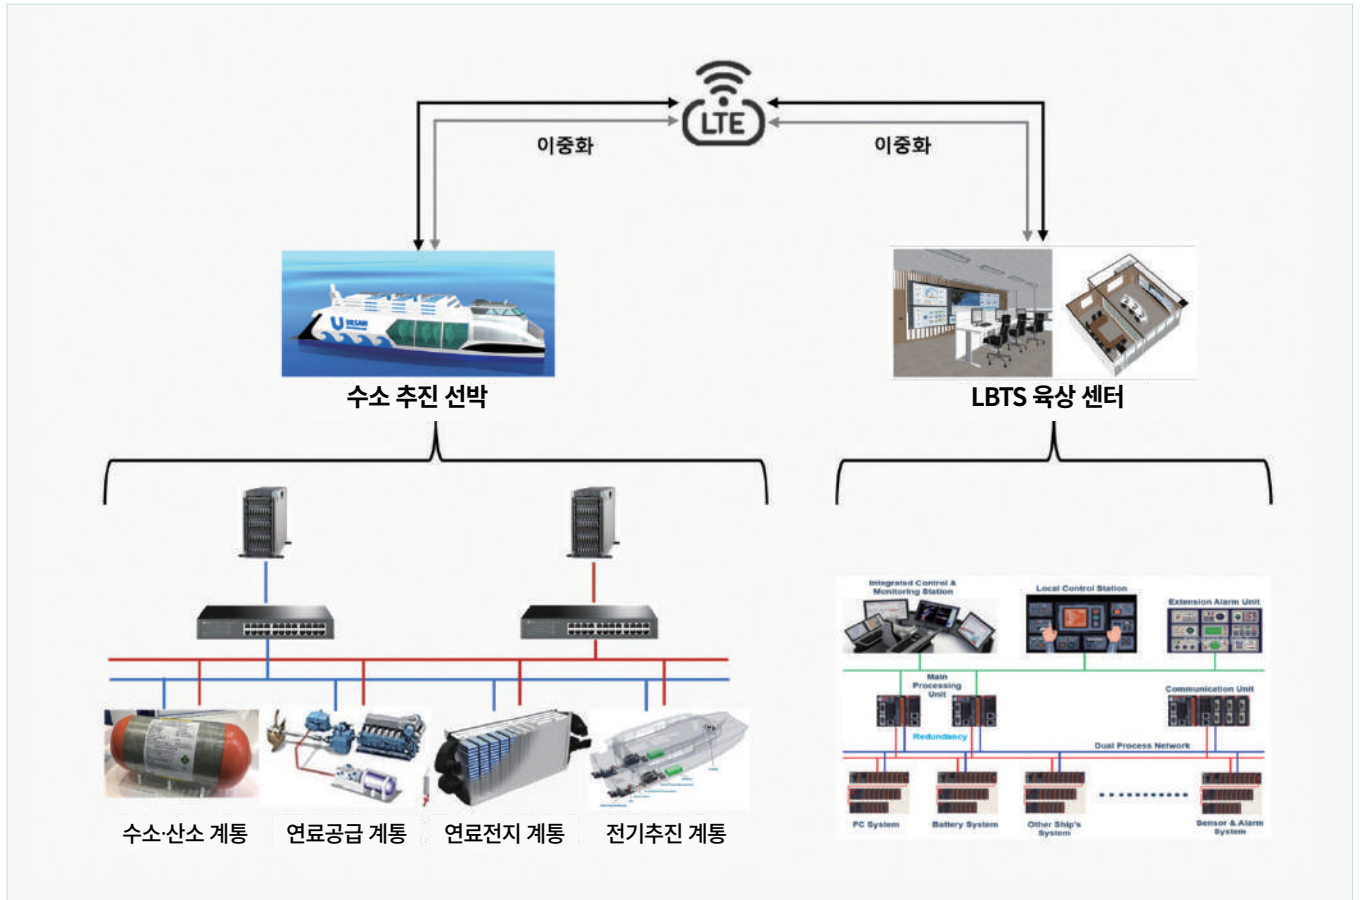 LTE
이중화
이중화
수소 추진 선박
LBTS 육상 센터
수소·산소 계통
연료공급 계통
연료전지 계통
전기추진 계통
Integrated Control &
Monitoring Station
Local Control Station
Extension Alarm Unit
Main
Processing
Unit
Communication Unit
Redundancy
Dual Process Network
FC System
Battery System
Other Ship's
System
Sensor & Alarm
System